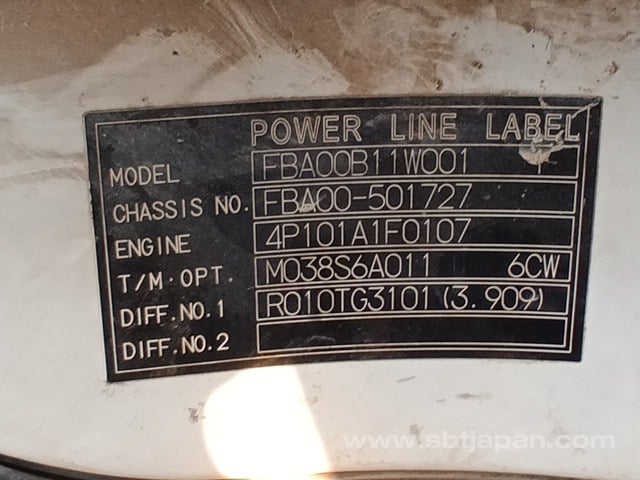 POWER LINE LABEL
MODEL FBA00B11W001
CHASSIS NO. FBA00-501727
ENGINE 4P101A1F0107
T/M·OPT. M038S6A011 6CW
DIFF.NO.1 R010TG3101(3.909)
DIFF.NO.2
www.sbtjapan.com